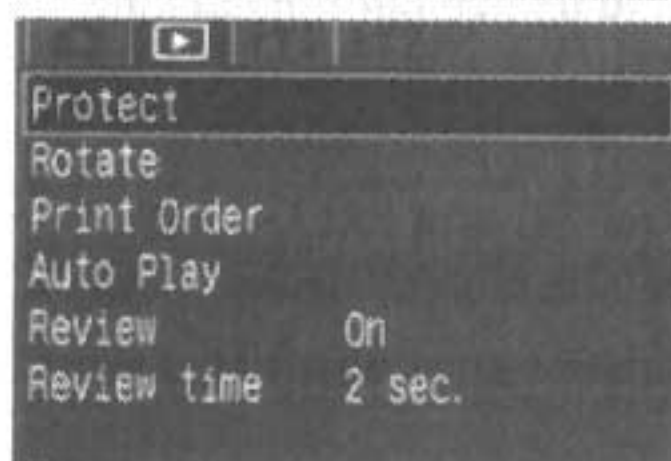 Protect
Rotate
Print Order
Auto Play
Review On
Review time 2 sec.